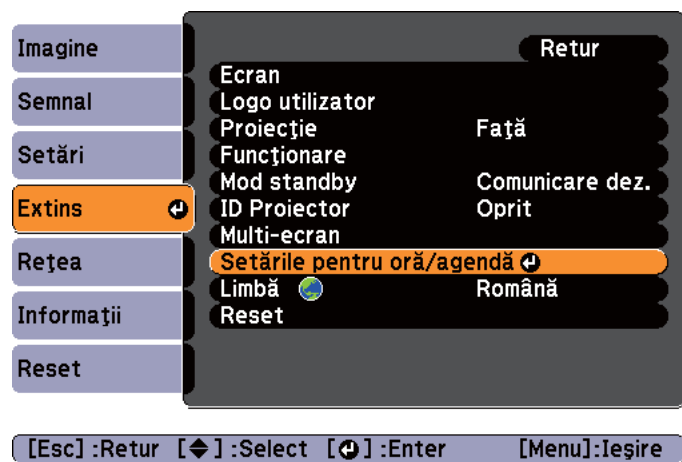 Imagine
Semnal
Setări
Extins
Reţea
Informaţii
Reset
Retur
Ecran
Logo utilizator
Proiecţie Faţă
Funcţionare
Mod standby Comunicare dez.
ID Proiector Oprit
Multi-ecran
Setările pentru oră/agendă
Limbă Română
Reset
[Esc] :Retur [ ] :Select [ ] :Enter [Menu]:Ieşire